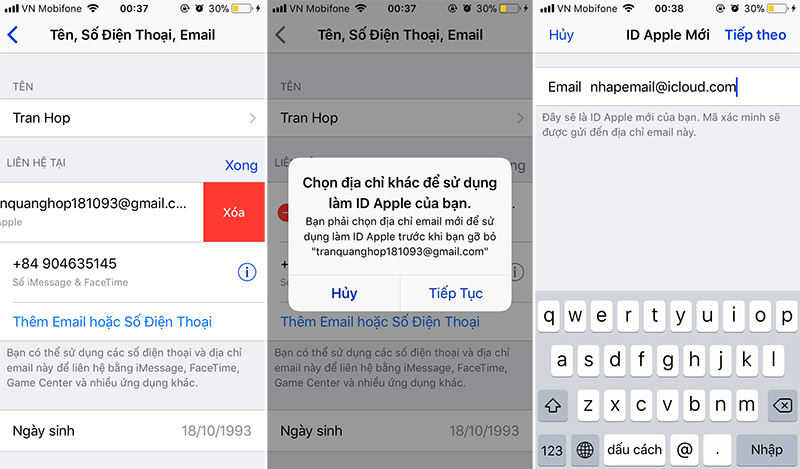 VN Mobifone 00:37 30%
Tên, Số Điện Thoại, Email
TÊN
Tran Hop
LIÊN HỆ TẠI Xong
nquanghop181093@gmail.c... Xóa
Apple
+84 904635145
Số iMessage & FaceTime
Thêm Email hoặc Số Điện Thoại
Bạn có thể sử dụng các số điện thoại và địa chỉ
email này để liên hệ bằng iMessage, FaceTime,
Game Center và nhiều ứng dụng khác.
Ngày sinh 18/10/1993
VN Mobifone 00:37 30%
Tên, Số Điện Thoại, Email
TÊN
Tran Hop
Chọn địa chỉ khác để sử dụng
làm ID Apple của bạn.
Bạn phải chọn địa chỉ email mới để sử
dụng làm ID Apple trước khi bạn gỡ bỏ
"tranquanghop181093@gmail.com"
Hủy Tiếp Tục
Thêm Email hoặc Số Điện Thoại
Bạn có thể sử dụng các số điện thoại và địa chỉ
email này để liên hệ bằng iMessage, FaceTime,
Game Center và nhiều ứng dụng khác.
Ngày sinh 18/10/1993
VN Mobifone 00:38 30%
Hủy ID Apple Mới Tiếp theo
Email nhapemail@icloud.com
Đây sẽ là ID Apple mới của bạn. Mã xác minh sẽ
được gửi đến địa chỉ email này.
q w e r t y u i o p
a s d f g h j k l
z x c v b n m
123 dấu cách @ . Nhập